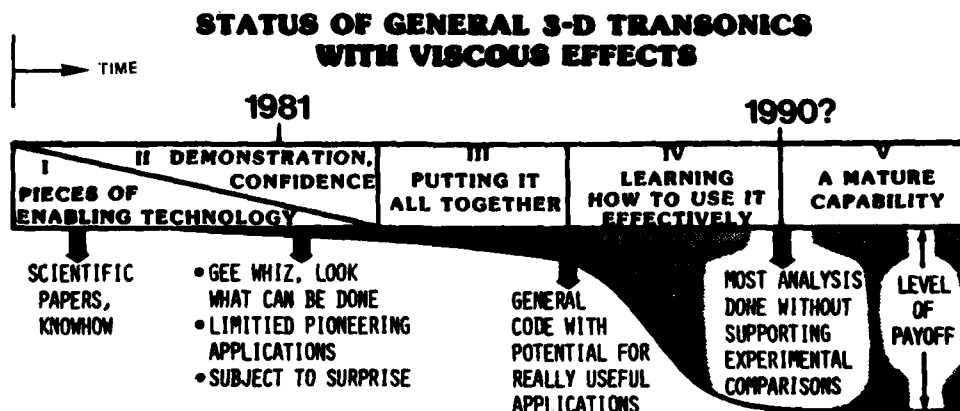 STATUS OF GENERAL 3-D TRANSONICS
WITH VISCOUS EFFECTS
TIME
1981
1990?
I
PIECES OF
ENABLING TECHNOLOGY
II DEMONSTRATION,
CONFIDENCE
III
PUTTING IT
ALL TOGETHER
IV
LEARNING
HOW TO USE IT
EFFECTIVELY
V
A MATURE
CAPABILITY
SCIENTIFIC
PAPERS,
KNOWHOW
• GEE WHIZ, LOOK
WHAT CAN BE DONE
• LIMITIED PIONEERING
APPLICATIONS
• SUBJECT TO SURPRISE
GENERAL
CODE WITH
POTENTIAL FOR
REALLY USEFUL
APPLICATIONS
MOST ANALYSIS
DONE WITHOUT
SUPPORTING
EXPERIMENTAL
COMPARISONS
LEVEL
OF
PAYOFF